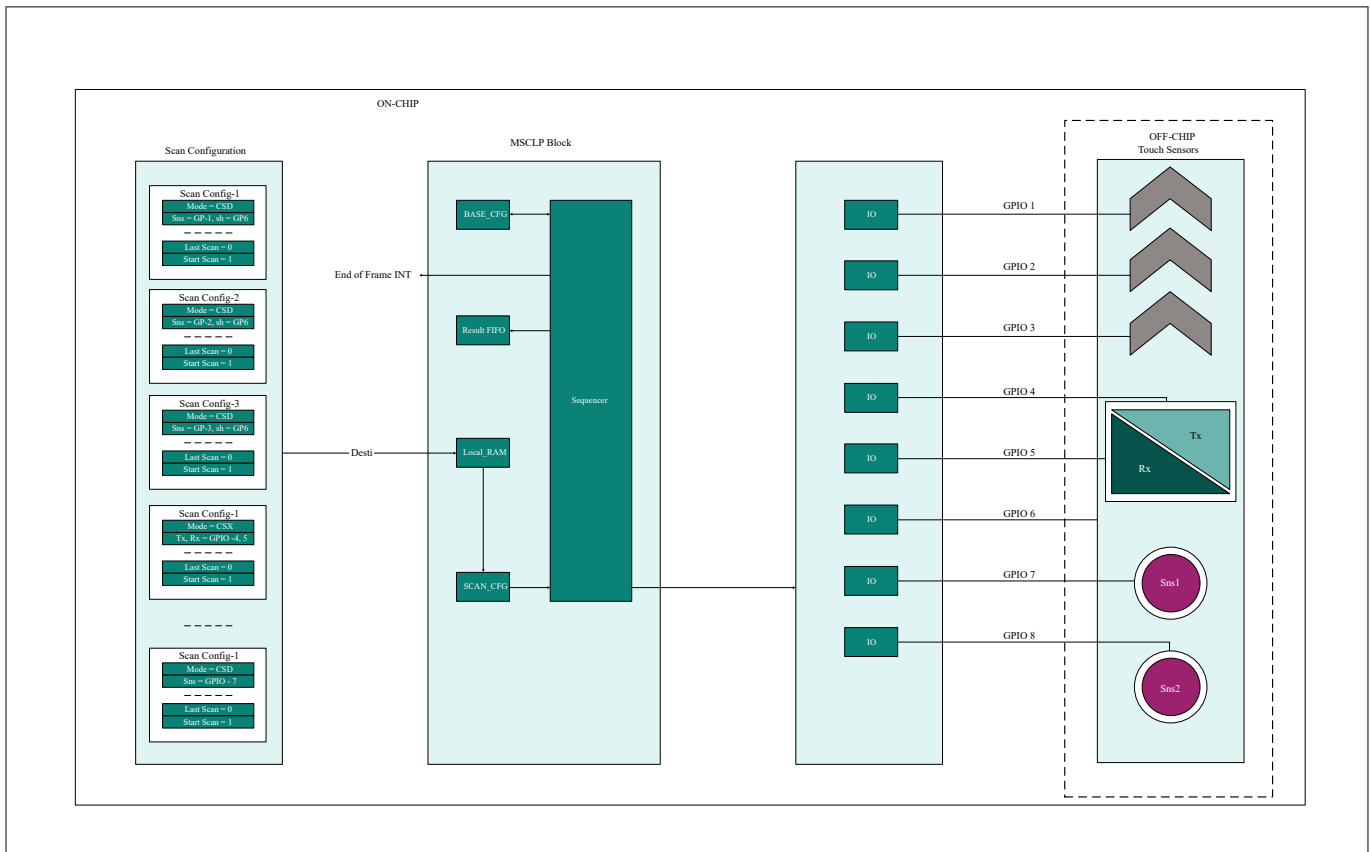 ON-CHIP
Scan Configuration
Scan Config-1
Mode = CSD
Sns = GP-1, sh = GP6
Last Scan = 0
Start Scan = 1
Scan Config-2
Mode = CSD
Sns = GP-2, sh = GP6
Last Scan = 0
Start Scan = 1
Scan Config-3
Mode = CSD
Sns = GP-3, sh = GP6
Last Scan = 0
Start Scan = 1
Scan Config-1
Mode = CSX
Tx, Rx = GPIO -4, 5
Last Scan = 0
Start Scan = 1
Scan Config-1
Mode = CSD
Sns = GPIO - 7
Last Scan = 0
Start Scan = 1
Desti
MSCLP Block
BASE_CFG
End of Frame INT
Result FIFO
Sequencer
Local_RAM
SCAN_CFG
IO
IO
IO
IO
IO
IO
IO
IO
GPIO 1
GPIO 2
GPIO 3
GPIO 4
GPIO 5
GPIO 6
GPIO 7
GPIO 8
OFF-CHIP
Touch Sensors
Tx
Rx
Sns1
Sns2